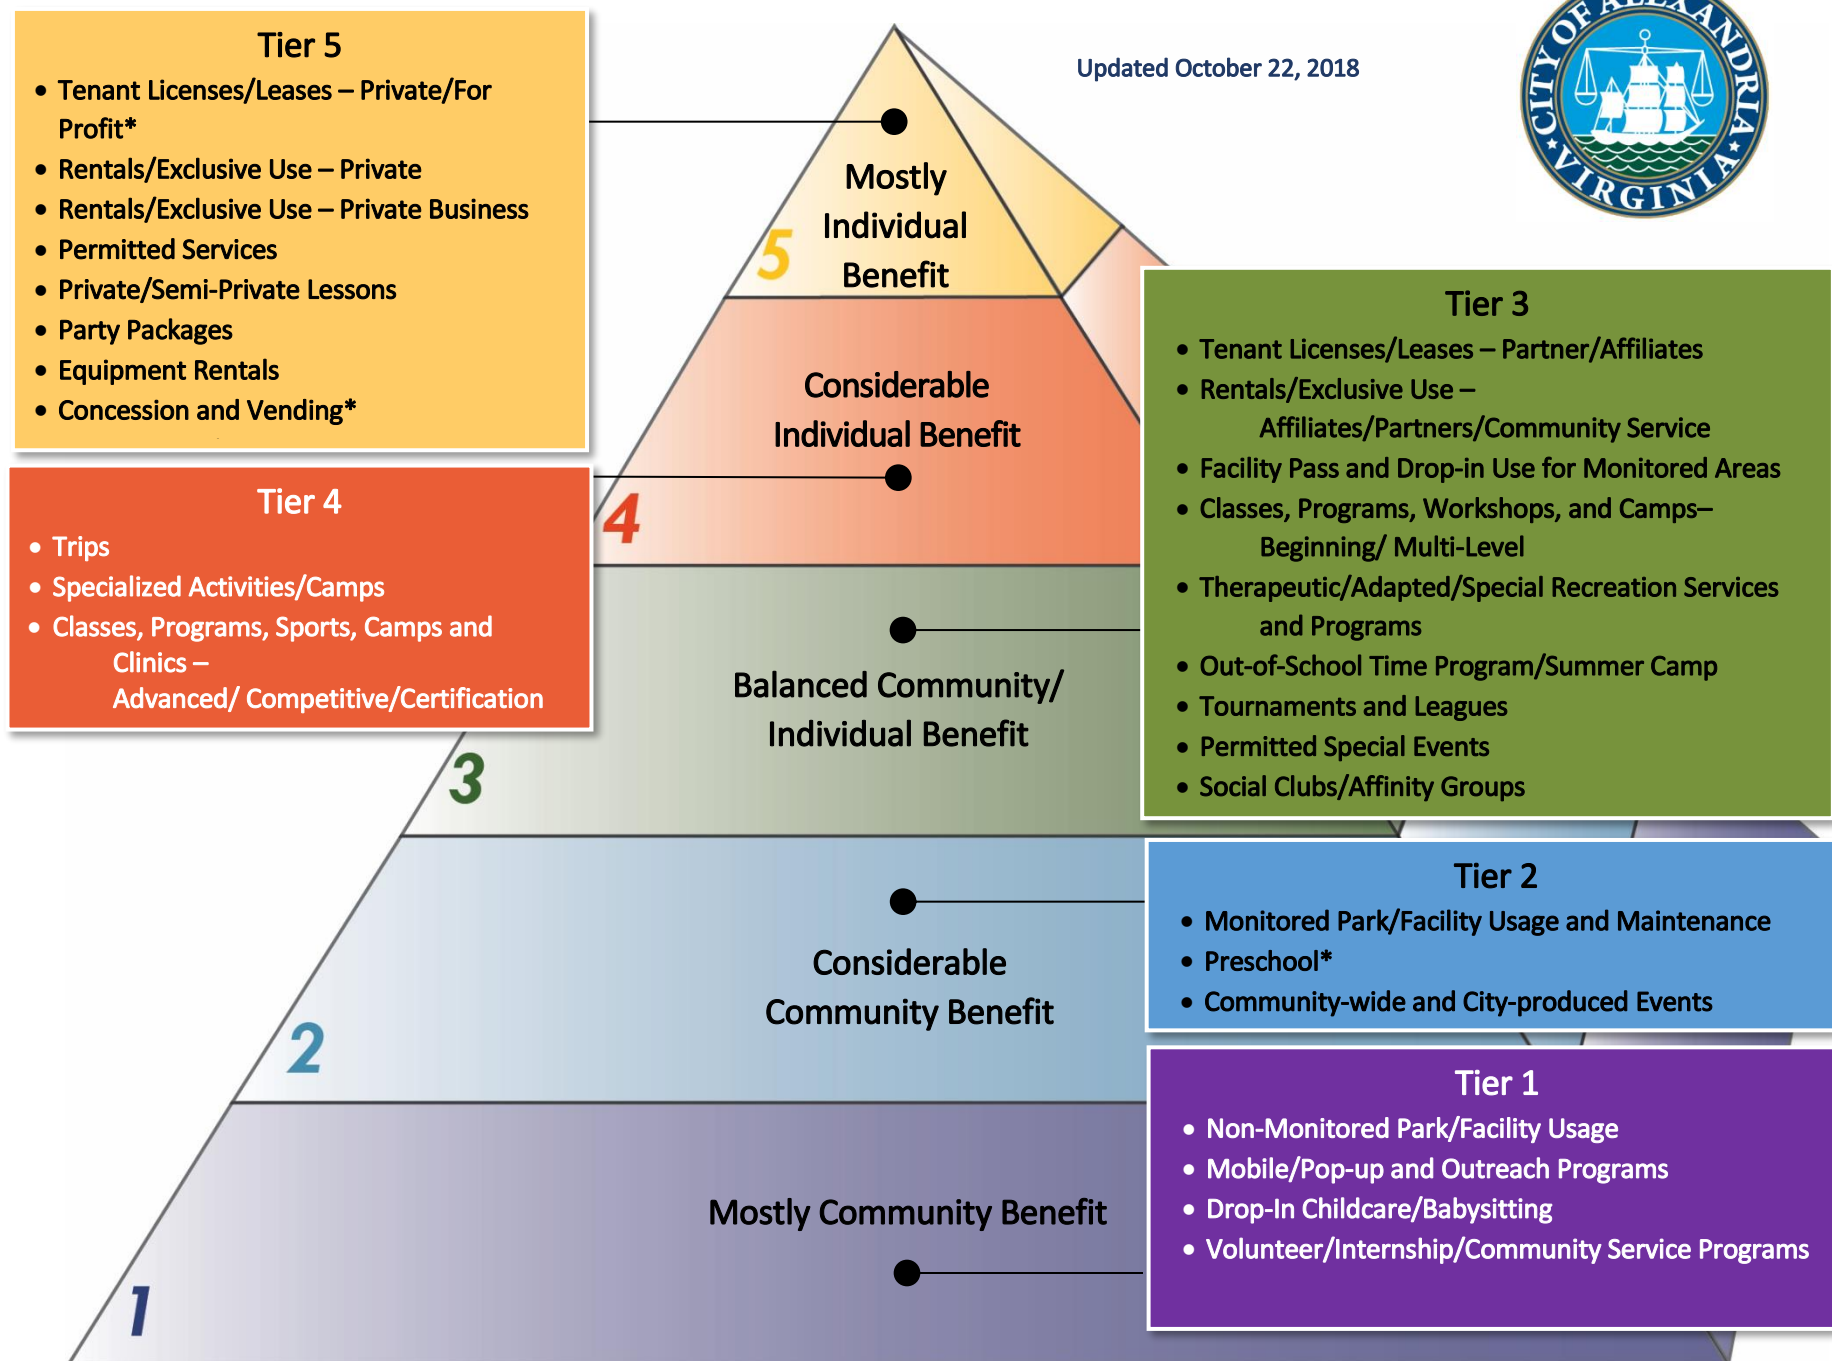 Tier 5
• Tenant Licenses/Leases – Private/For
Profit*
• Rentals/Exclusive Use – Private
• Rentals/Exclusive Use – Private Business
• Permitted Services
• Private/Semi-Private Lessons
• Party Packages
• Equipment Rentals
• Concession and Vending*
Tier 4
• Trips
• Specialized Activities/Camps
• Classes, Programs, Sports, Camps and
Clinics –
Advanced/ Competitive/Certification
Updated October 22, 2018
CITY OF ALEXANDRIA
VIRGINIA
5
Mostly
Individual
Benefit
4
Considerable
Individual Benefit
3
Balanced Community/
Individual Benefit
2
Considerable
Community Benefit
1
Mostly Community Benefit
Tier 3
• Tenant Licenses/Leases – Partner/Affiliates
• Rentals/Exclusive Use –
Affiliates/Partners/Community Service
• Facility Pass and Drop-in Use for Monitored Areas
• Classes, Programs, Workshops, and Camps–
Beginning/ Multi-Level
• Therapeutic/Adapted/Special Recreation Services
and Programs
• Out-of-School Time Program/Summer Camp
• Tournaments and Leagues
• Permitted Special Events
• Social Clubs/Affinity Groups
Tier 2
• Monitored Park/Facility Usage and Maintenance
• Preschool*
• Community-wide and City-produced Events
Tier 1
• Non-Monitored Park/Facility Usage
• Mobile/Pop-up and Outreach Programs
• Drop-In Childcare/Babysitting
• Volunteer/Internship/Community Service Programs